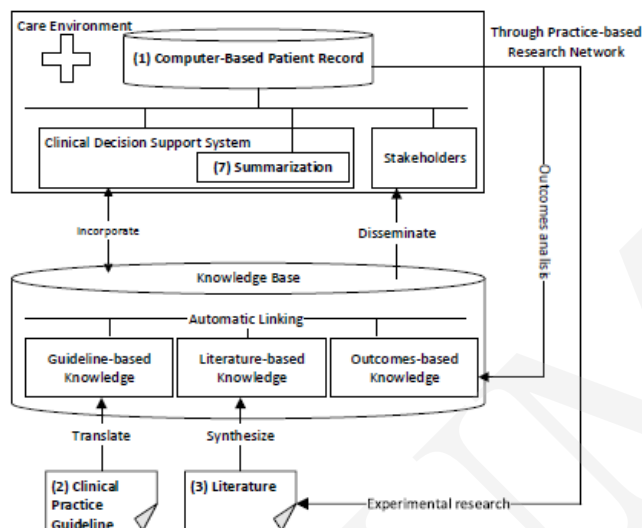 Care Environment
(1) Computer-Based Patient Record
Through Practice-based
Research Network
Clinical Decision Support System
(7) Summarization
Stakeholders
Outcomes analisis
Incorporate
Disseminate
Knowledge Base
Automatic Linking
Guideline-based
Knowledge
Literature-based
Knowledge
Outcomes-based
Knowledge
Translate
Synthesize
(2) Clinical
Practice
Guideline
(3) Literature
Experimental research